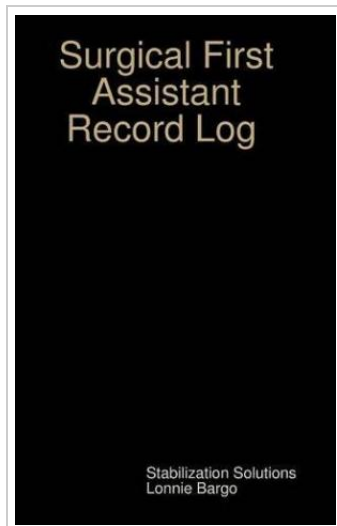 Surgical First
Assistant
Record Log
Stabilization Solutions
Lonnie Bargo